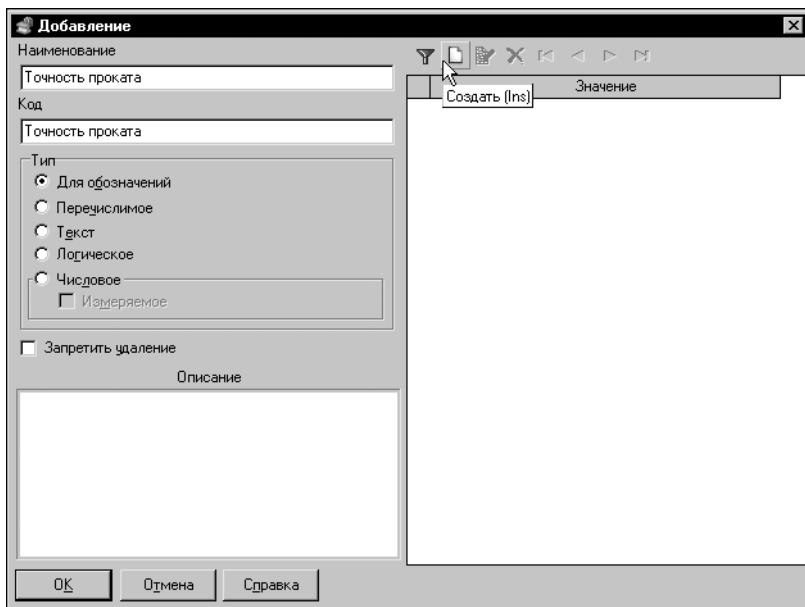 Добавление
Наименование
Точность проката
Код
Точность проката
Тип
Для обозначений
Перечислимое
Текст
Логическое
Числовое
Измеряемое
Запретить удаление
Описание
OK
Отмена
Справка
Значение
Создать (Ins)